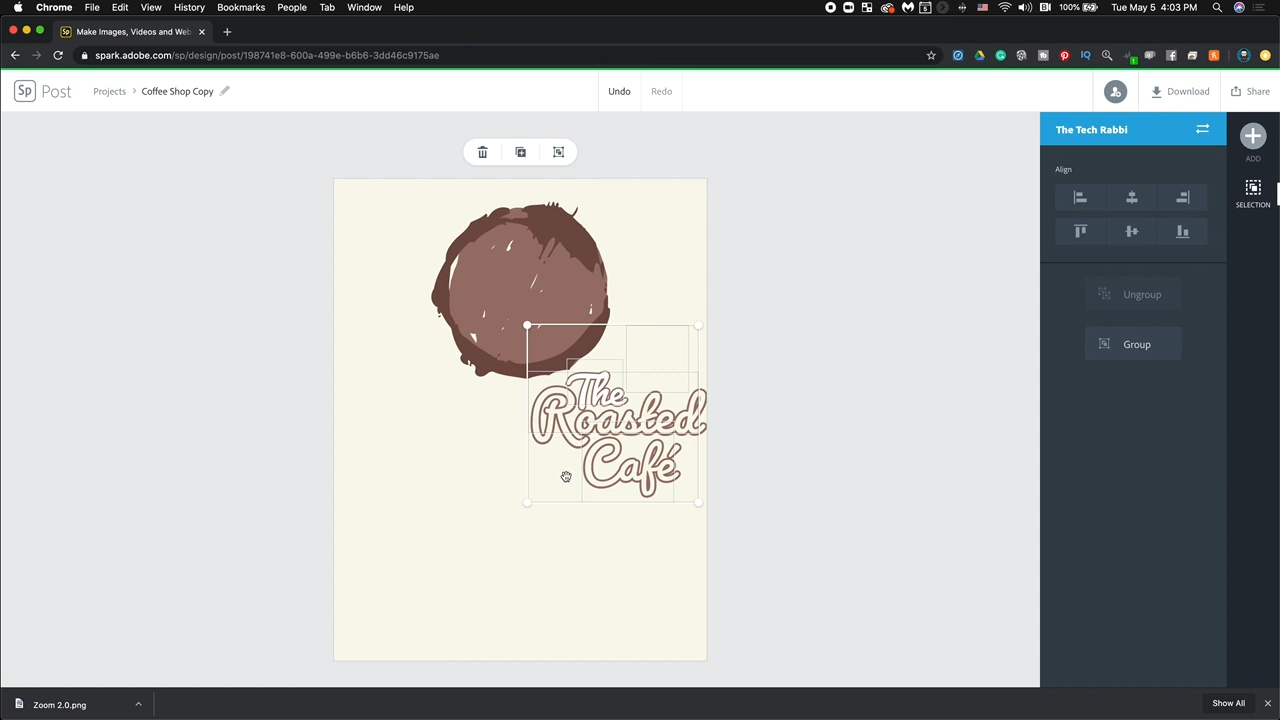 Chrome File Edit View History Bookmarks People Tab Window Help
100% Tue May 5 4:03 PM
Sp Make Images, Videos and Web
spark.adobe.com/sp/design/post/198741e8-600a-499e-b6b6-3dd46c9175ae
Sp Post Projects > Coffee Shop Copy Undo Redo Download Share
The Tech Rabbi
ADD
Align
SELECTION
Ungroup
Group
The
Roasted
Café
Zoom 2.0.png
Show All